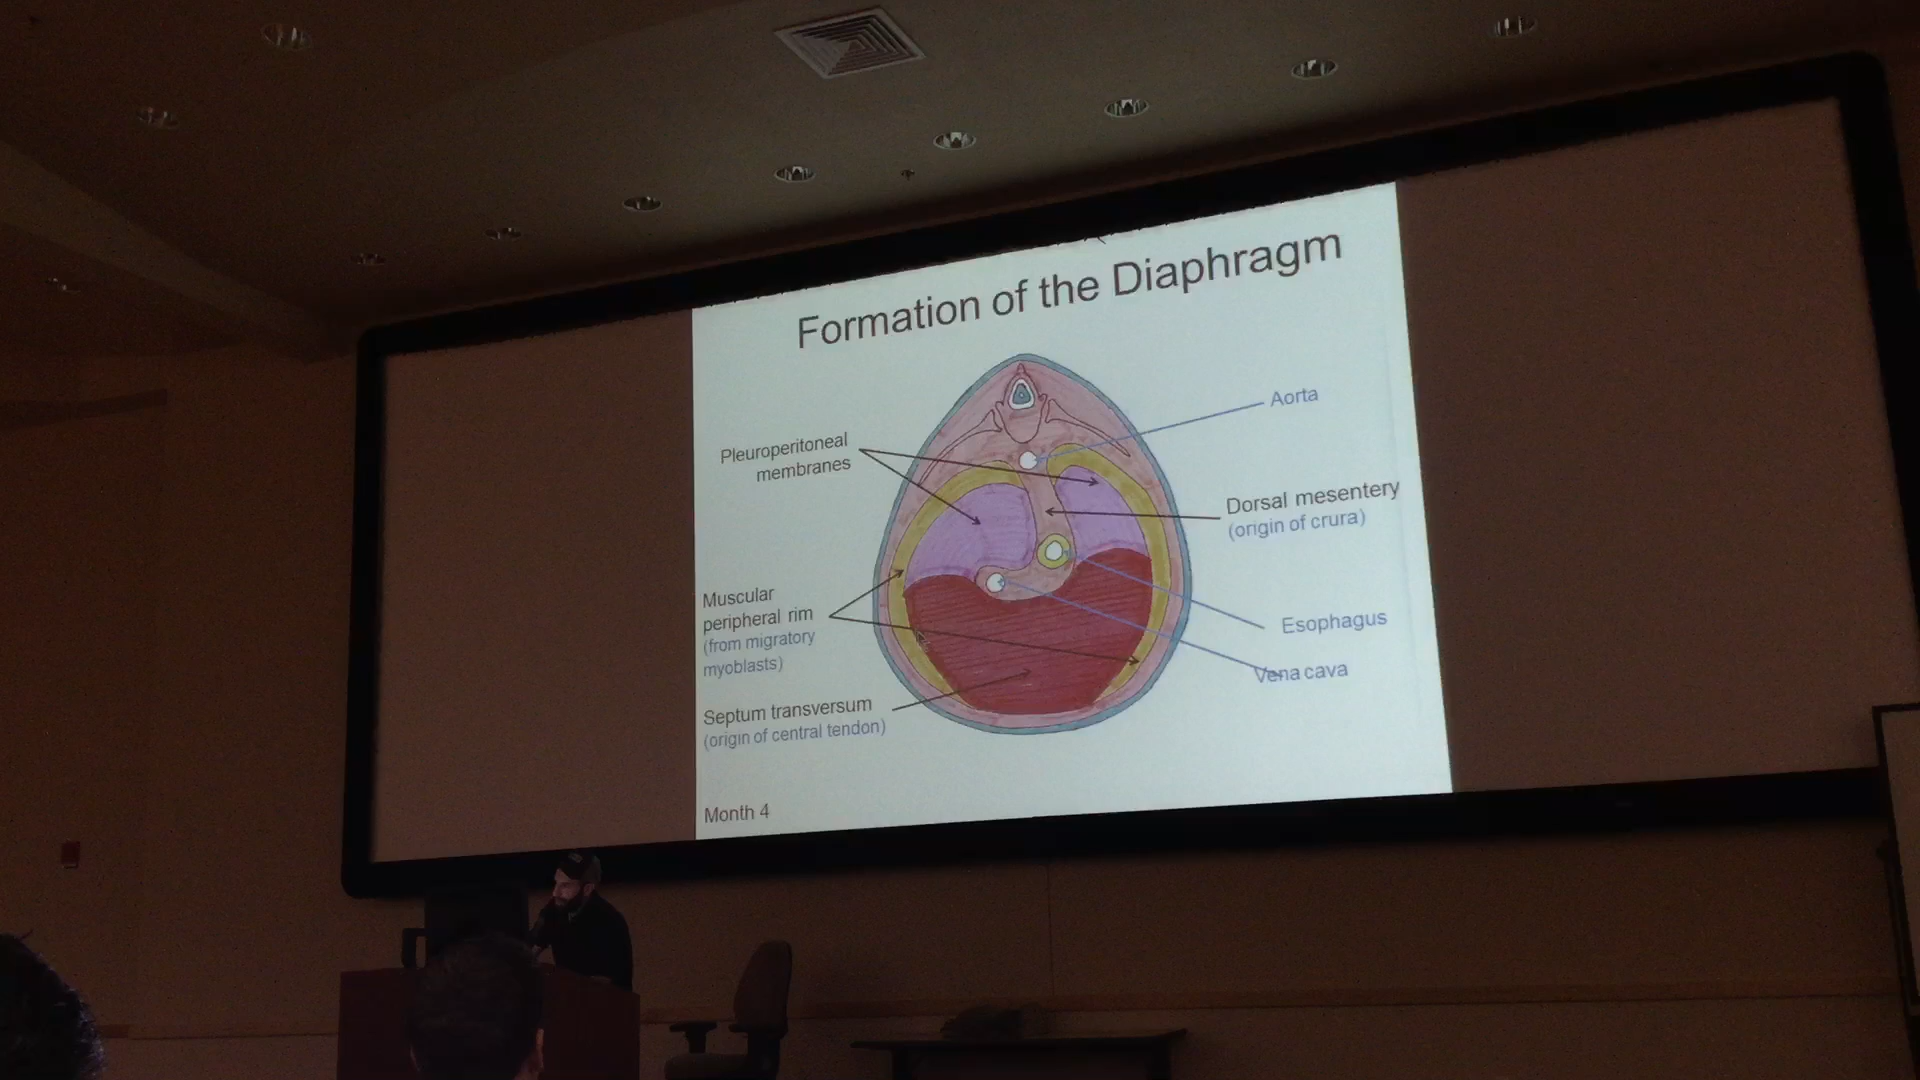 Formation of the Diaphragm
Aorta
Pleuroperitoneal
membranes
Dorsal mesentery
(origin of crura)
Muscular
peripheral rim
(from migratory
myoblasts)
Esophagus
Vena cava
Septum transversum
(origin of central tendon)
Month 4